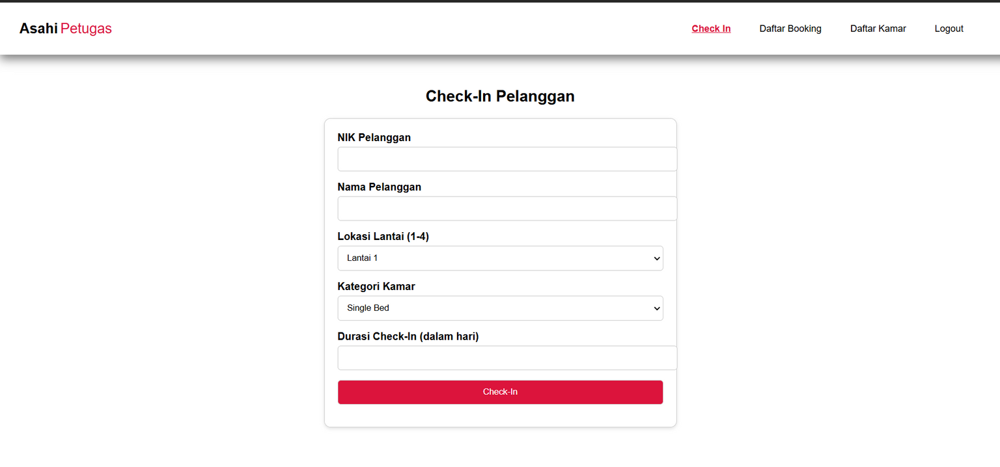 Asahi Petugas
Check In
Daftar Booking
Daftar Kamar
Logout
Check-In Pelanggan
NIK Pelanggan
Nama Pelanggan
Lokasi Lantai (1-4)
Lantai 1
Kategori Kamar
Single Bed
Durasi Check-In (dalam hari)
Check-In